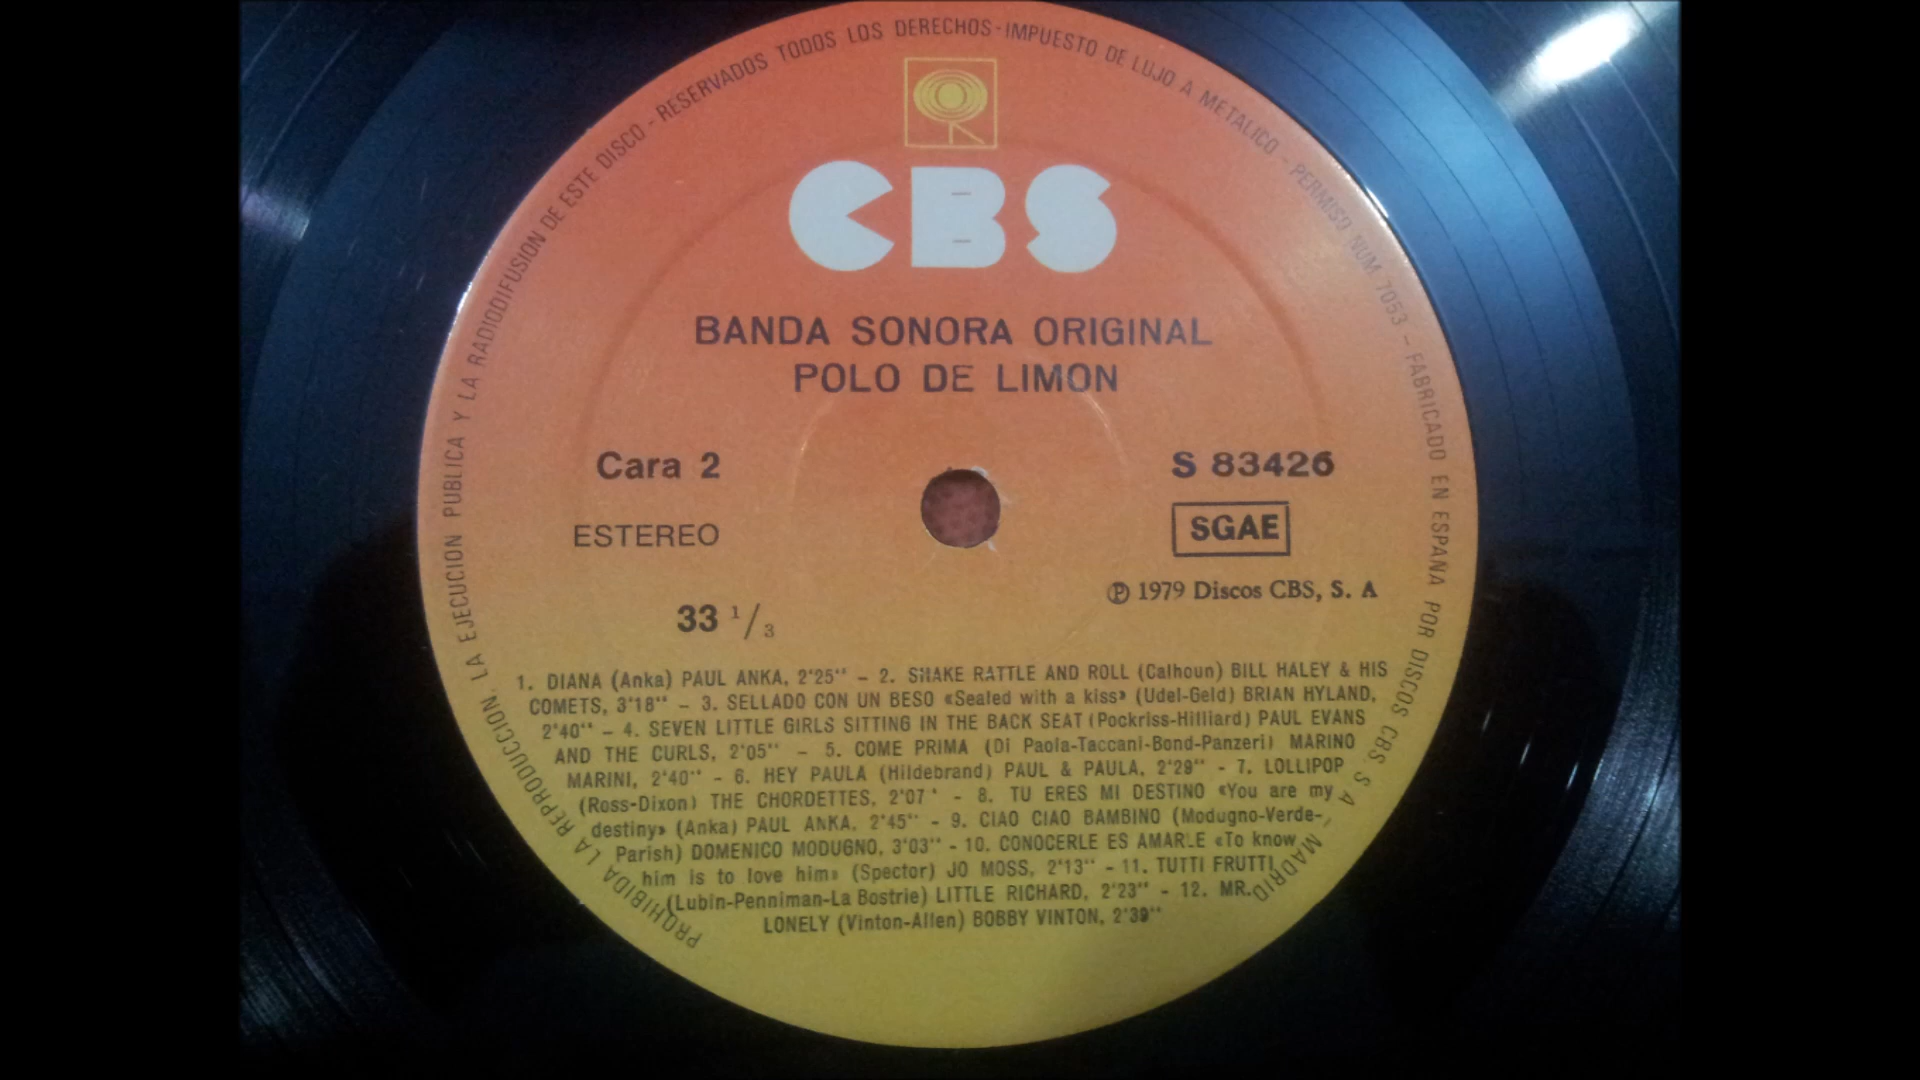 PROHIBIDA LA REPRODUCCION, LA EJECUCION PUBLICA Y LA RADIODIFUSION DE ESTE DISCO - RESERVADOS TODOS LOS DERECHOS - IMPUESTO DE LUJO A METALICO - PERMISO NUM 7053 - FABRICADO EN ESPAÑA POR DISCOS CBS, S A - MADRID
CBS
BANDA SONORA ORIGINAL
POLO DE LIMON
Cara 2
S 83426
ESTEREO
SGAE
℗ 1979 Discos CBS, S. A
33 1/3
1. DIANA (Anka) PAUL ANKA, 2'25'' - 2. SHAKE RATTLE AND ROLL (Calhoun) BILL HALEY & HIS
COMETS, 3'18'' - 3. SELLADO CON UN BESO «Sealed with a kiss» (Udel-Geld) BRIAN HYLAND,
2'40'' - 4. SEVEN LITTLE GIRLS SITTING IN THE BACK SEAT (Pockriss-Hilliard) PAUL EVANS
AND THE CURLS, 2'05'' - 5. COME PRIMA (Di Paola-Taccani-Bond-Panzeri) MARINO
MARINI, 2'40'' - 6. HEY PAULA (Hildebrand) PAUL & PAULA, 2'29'' - 7. LOLLIPOP
(Ross-Dixon) THE CHORDETTES, 2'07' - 8. TU ERES MI DESTINO «You are my
destiny» (Anka) PAUL ANKA, 2'45'' - 9. CIAO CIAO BAMBINO (Modugno-Verde-
Parish) DOMENICO MODUGNO, 3'03'' - 10. CONOCERLE ES AMARLE «To know
him is to love him» (Spector) JO MOSS, 2'13'' - 11. TUTTI FRUTTI
(Lubin-Penniman-La Bostrie) LITTLE RICHARD, 2'23'' - 12. MR.
LONELY (Vinton-Allen) BOBBY VINTON, 2'39''